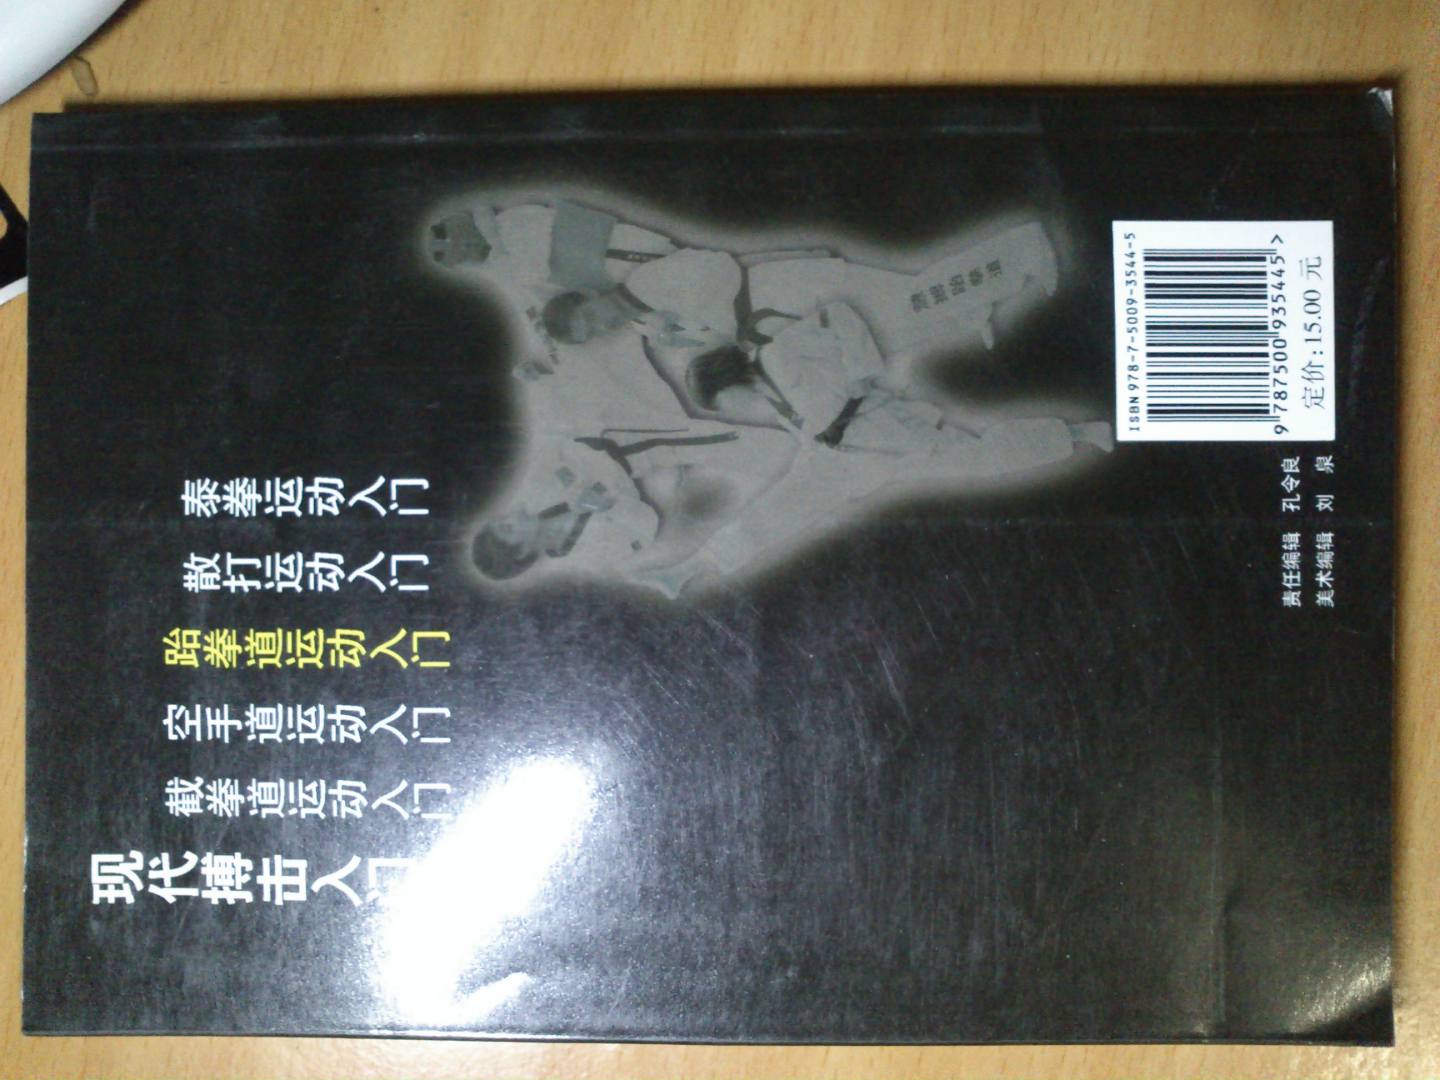 现代搏击入门
截拳道运动入门
空手道运动入门
跆拳道运动入门
散打运动入门
泰拳运动入门
责任编辑 孔令良
美术编辑 刘 泉
ISBN 978-7-5009-3544-5
9 787500 935445 >
定价:15.00 元